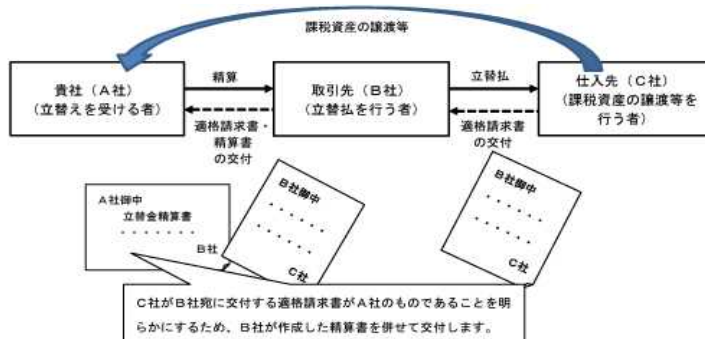 課税資産の譲渡等
貴社(A社)
(立替えを受ける者)
精算
適格請求書・
精算書
の交付
取引先(B社)
(立替払を行う者)
立替払
適格請求書
の交付
仕入先(C社)
(課税資産の譲渡等を
行う者)
A社御中
立替金精算書
・・・・・・・
B社
B社御中
・・・・・・
・・・・・・
C社
B社御中
・・・・・・
・・・・・・
C社
C社がB社宛に交付する適格請求書がA社のものであることを明
らかにするため、B社が作成した精算書を併せて交付します。